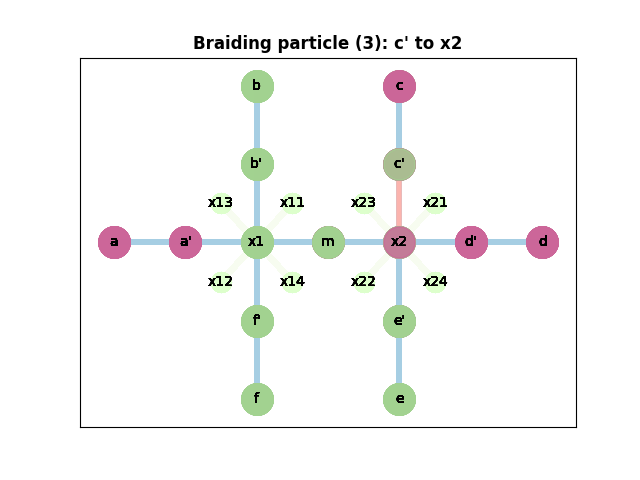 Braiding particle (3): c' to x2
b c
b' c'
x13 x11 x23 x21
a a' x1 m x2 d' d
x12 x14 x22 x24
f' e'
f e